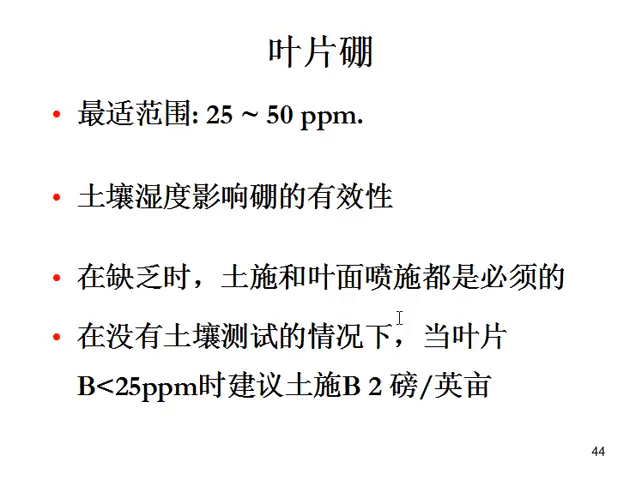 叶片硼
• 最适范围: 25 ~ 50 ppm.
• 土壤湿度影响硼的有效性
• 在缺乏时，土施和叶面喷施都是必须的
• 在没有土壤测试的情况下，当叶片
B<25ppm时建议土施B 2 磅/英亩
44